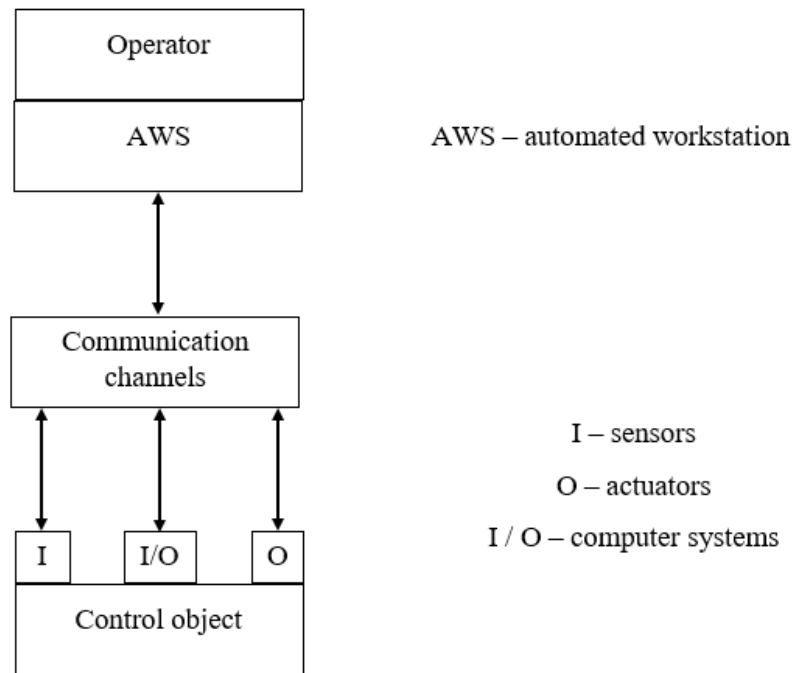 Operator
AWS
AWS – automated workstation
Communication
channels
I – sensors
O – actuators
I / O – computer systems
I
I/O
O
Control object